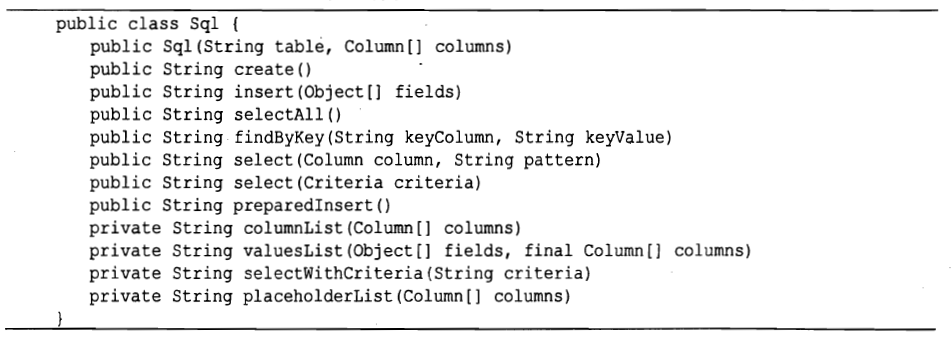 public class Sql {
public Sql(String table, Column[] columns)
public String create()
public String insert(Object[] fields)
public String selectAll()
public String findByKey(String keyColumn, String keyValue)
public String select(Column column, String pattern)
public String select(Criteria criteria)
public String preparedInsert()
private String columnList(Column[] columns)
private String valuesList(Object[] fields, final Column[] columns)
private String selectWithCriteria(String criteria)
private String placeholderList(Column[] columns)
}